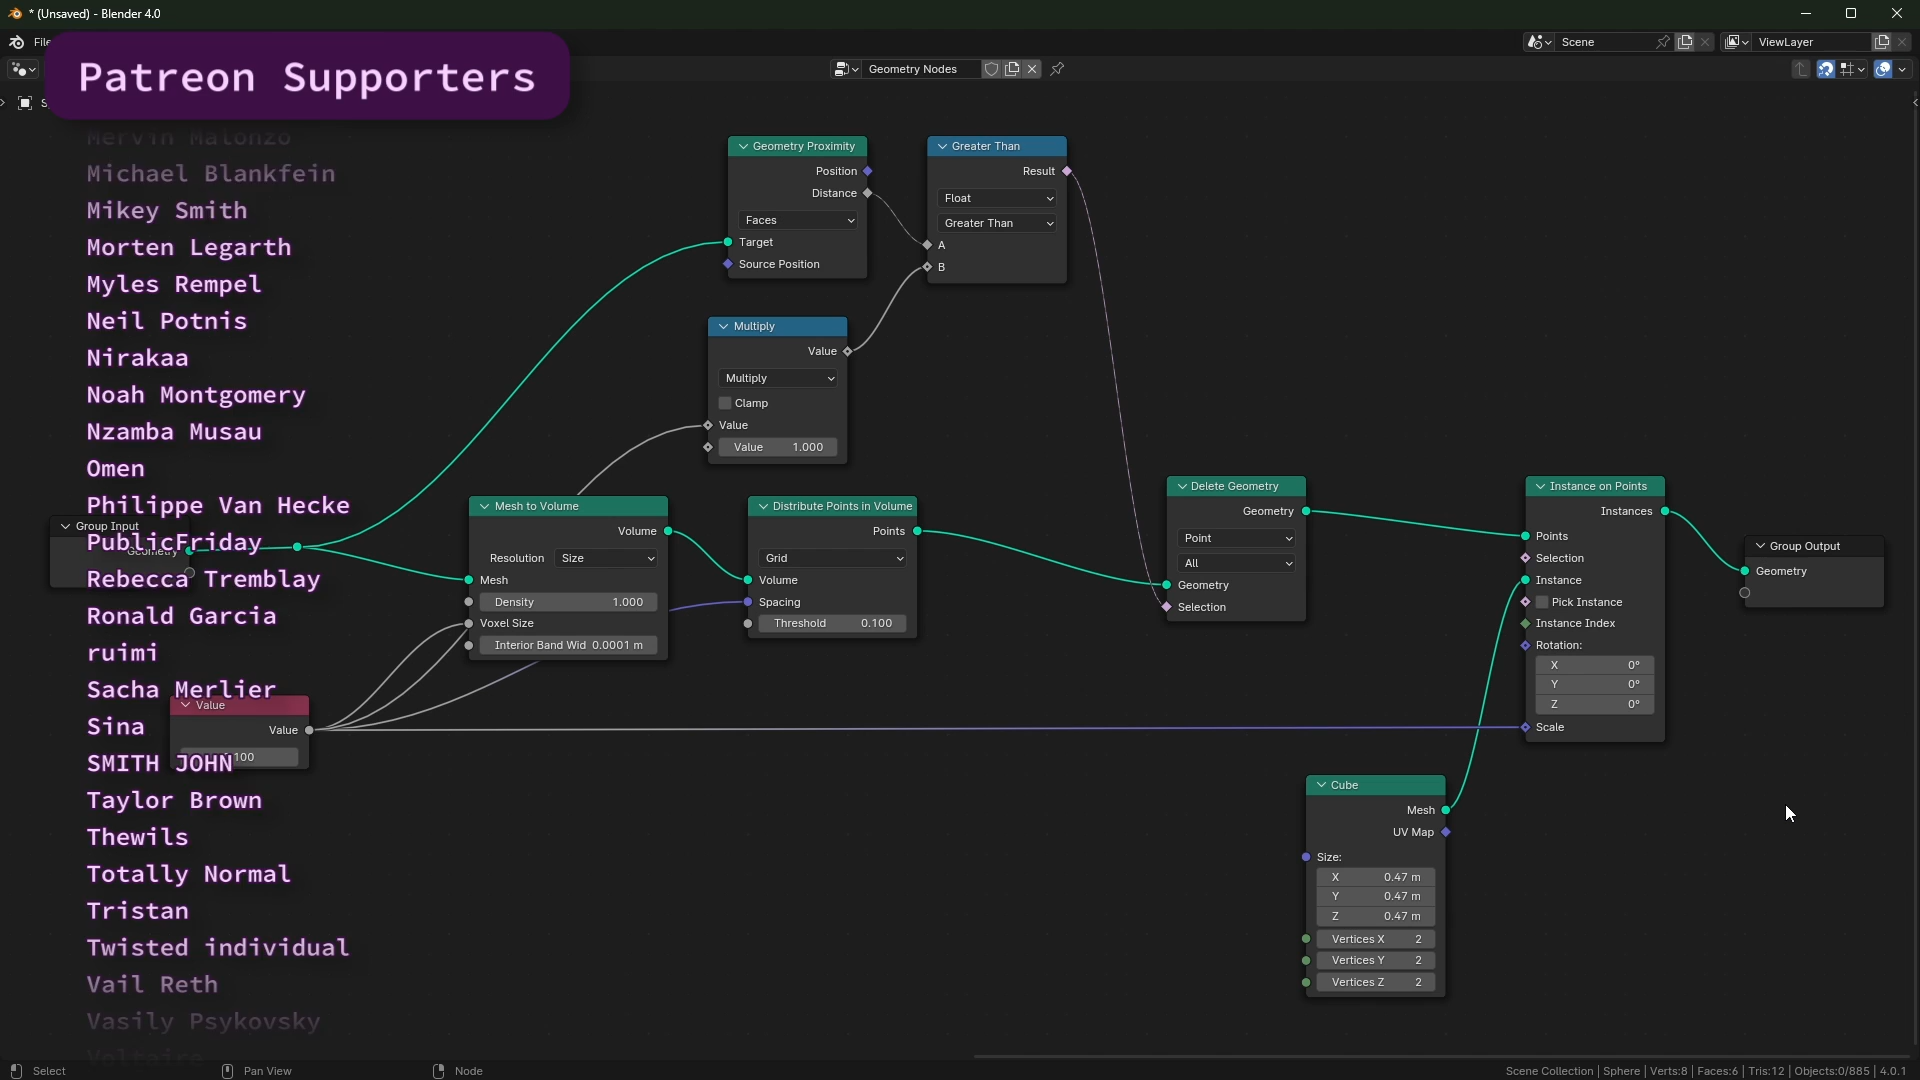 * (Unsaved) - Blender 4.0
Scene
ViewLayer
Geometry Nodes
Patreon Supporters
Mervin Malonzo
Michael Blankfein
Mikey Smith
Morten Legarth
Myles Rempel
Neil Potnis
Nirakaa
Noah Montgomery
Nzamba Musau
Omen
Philippe Van Hecke
PublicFriday
Rebecca Tremblay
Ronald Garcia
ruimi
Sacha Merlier
Sina
SMITH JOHN
Taylor Brown
Thewils
Totally Normal
Tristan
Twisted individual
Vail Reth
Vasily Psykovsky
Voltaire
Group Input
Geometry
Value
Value
Geometry Proximity
Position
Distance
Faces
Target
Source Position
Greater Than
Result
Float
Greater Than
A
B
Multiply
Value
Multiply
Clamp
Value
Value 1.000
Mesh to Volume
Volume
Resolution Size
Mesh
Density 1.000
Voxel Size
Interior Band Wid 0.0001 m
Distribute Points in Volume
Points
Grid
Volume
Spacing
Threshold 0.100
Delete Geometry
Geometry
Point
All
Geometry
Selection
Instance on Points
Instances
Points
Selection
Instance
Pick Instance
Instance Index
Rotation:
X 0°
Y 0°
Z 0°
Scale
Group Output
Geometry
Cube
Mesh
UV Map
Size:
X 0.47 m
Y 0.47 m
Z 0.47 m
Vertices X 2
Vertices Y 2
Vertices Z 2
Select
Pan View
Node
Scene Collection | Sphere | Verts:8 | Faces:6 | Tris:12 | Objects:0/885 | 4.0.1